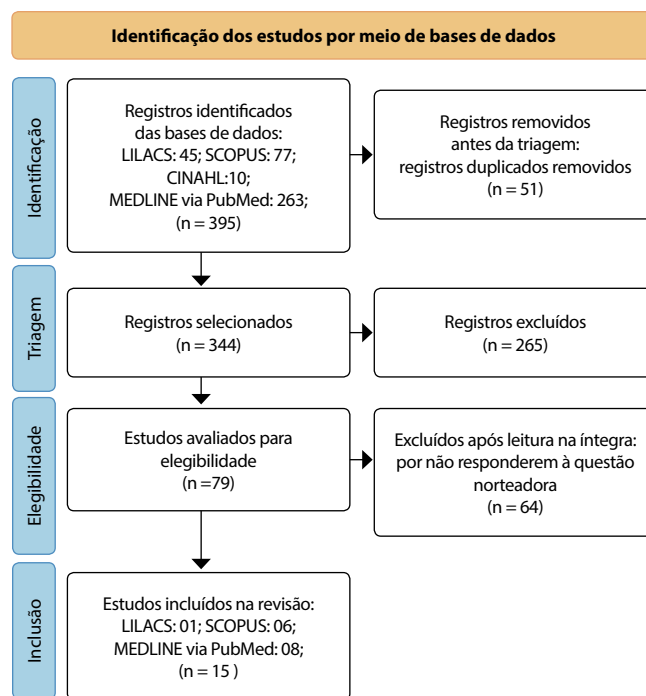 Identificação dos estudos por meio de bases de dados
Identificação
Registros identificados
das bases de dados:
LILACS: 45; SCOPUS: 77;
CINAHL:10;
MEDLINE via PubMed: 263;
(n = 395)
Registros removidos
antes da triagem:
registros duplicados removidos
(n = 51)
Triagem
Registros selecionados
(n = 344)
Registros excluídos
(n = 265)
Elegibilidade
Estudos avaliados para
elegibilidade
(n =79)
Excluídos após leitura na íntegra:
por não responderem à questão
norteadora
(n = 64)
Inclusão
Estudos incluídos na revisão:
LILACS: 01; SCOPUS: 06;
MEDLINE via PubMed: 08;
(n = 15 )